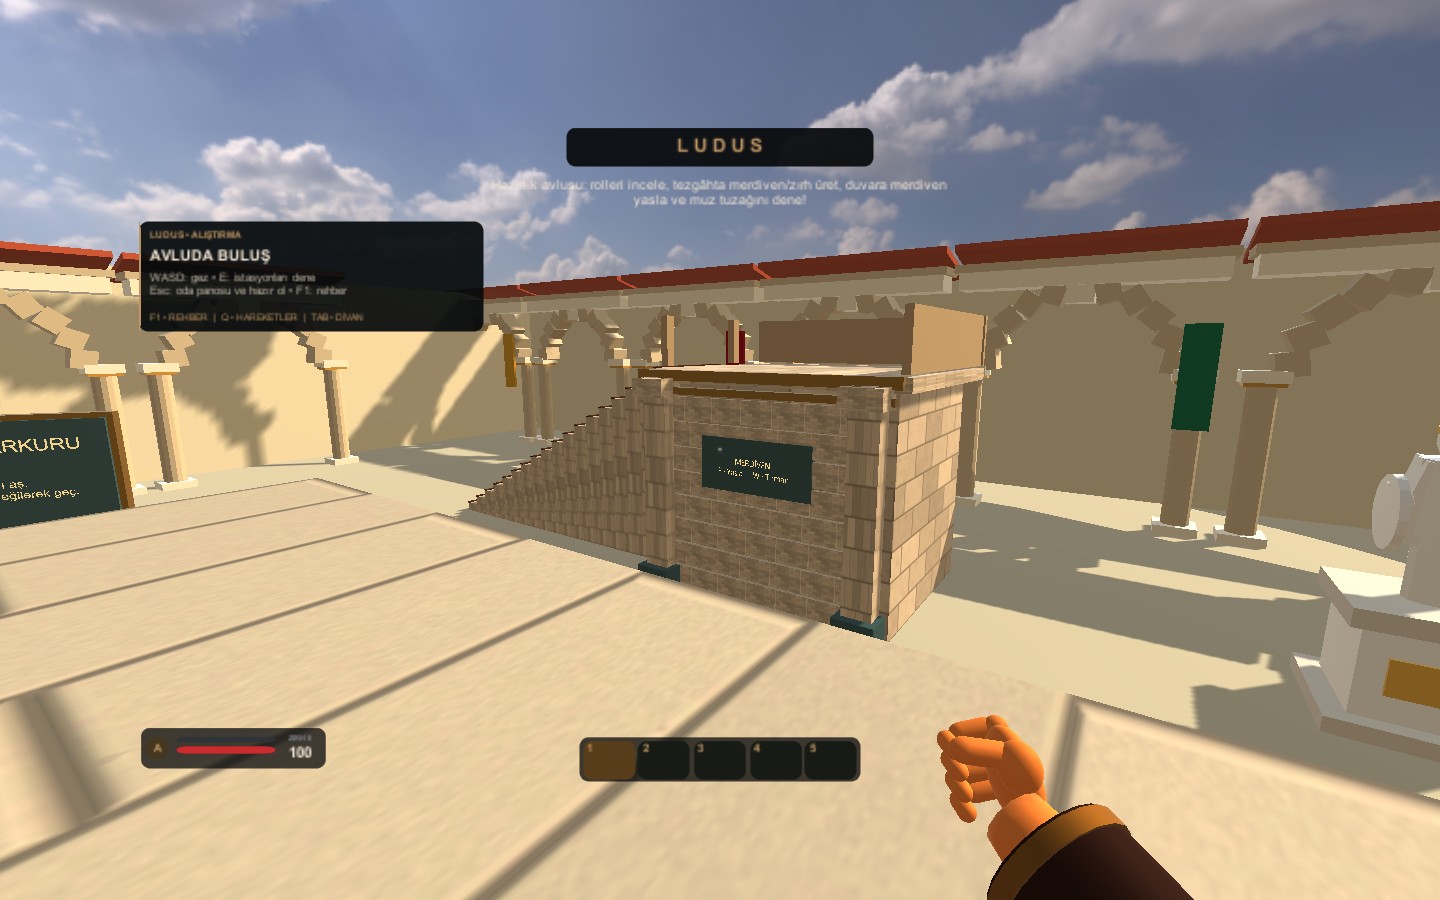 LUDUS
avlusu: rolleri incele, tezgâhta merdiven/zırh üret, duvara merdiven
yasla ve muz tuzağını dene!
LUDUS • ALIŞTIRMA
AVLUDA BULUŞ
WASD: gez • E: istasyonları dene
Esc: oda panosu ve hazır ol • F1: rehber
F1 • REHBER | Q • HAREKETLER | TAB • DİVAN
RKURU
aş.
eğilerek geç.
MERDİVEN
A
100
1 2 3 4 5